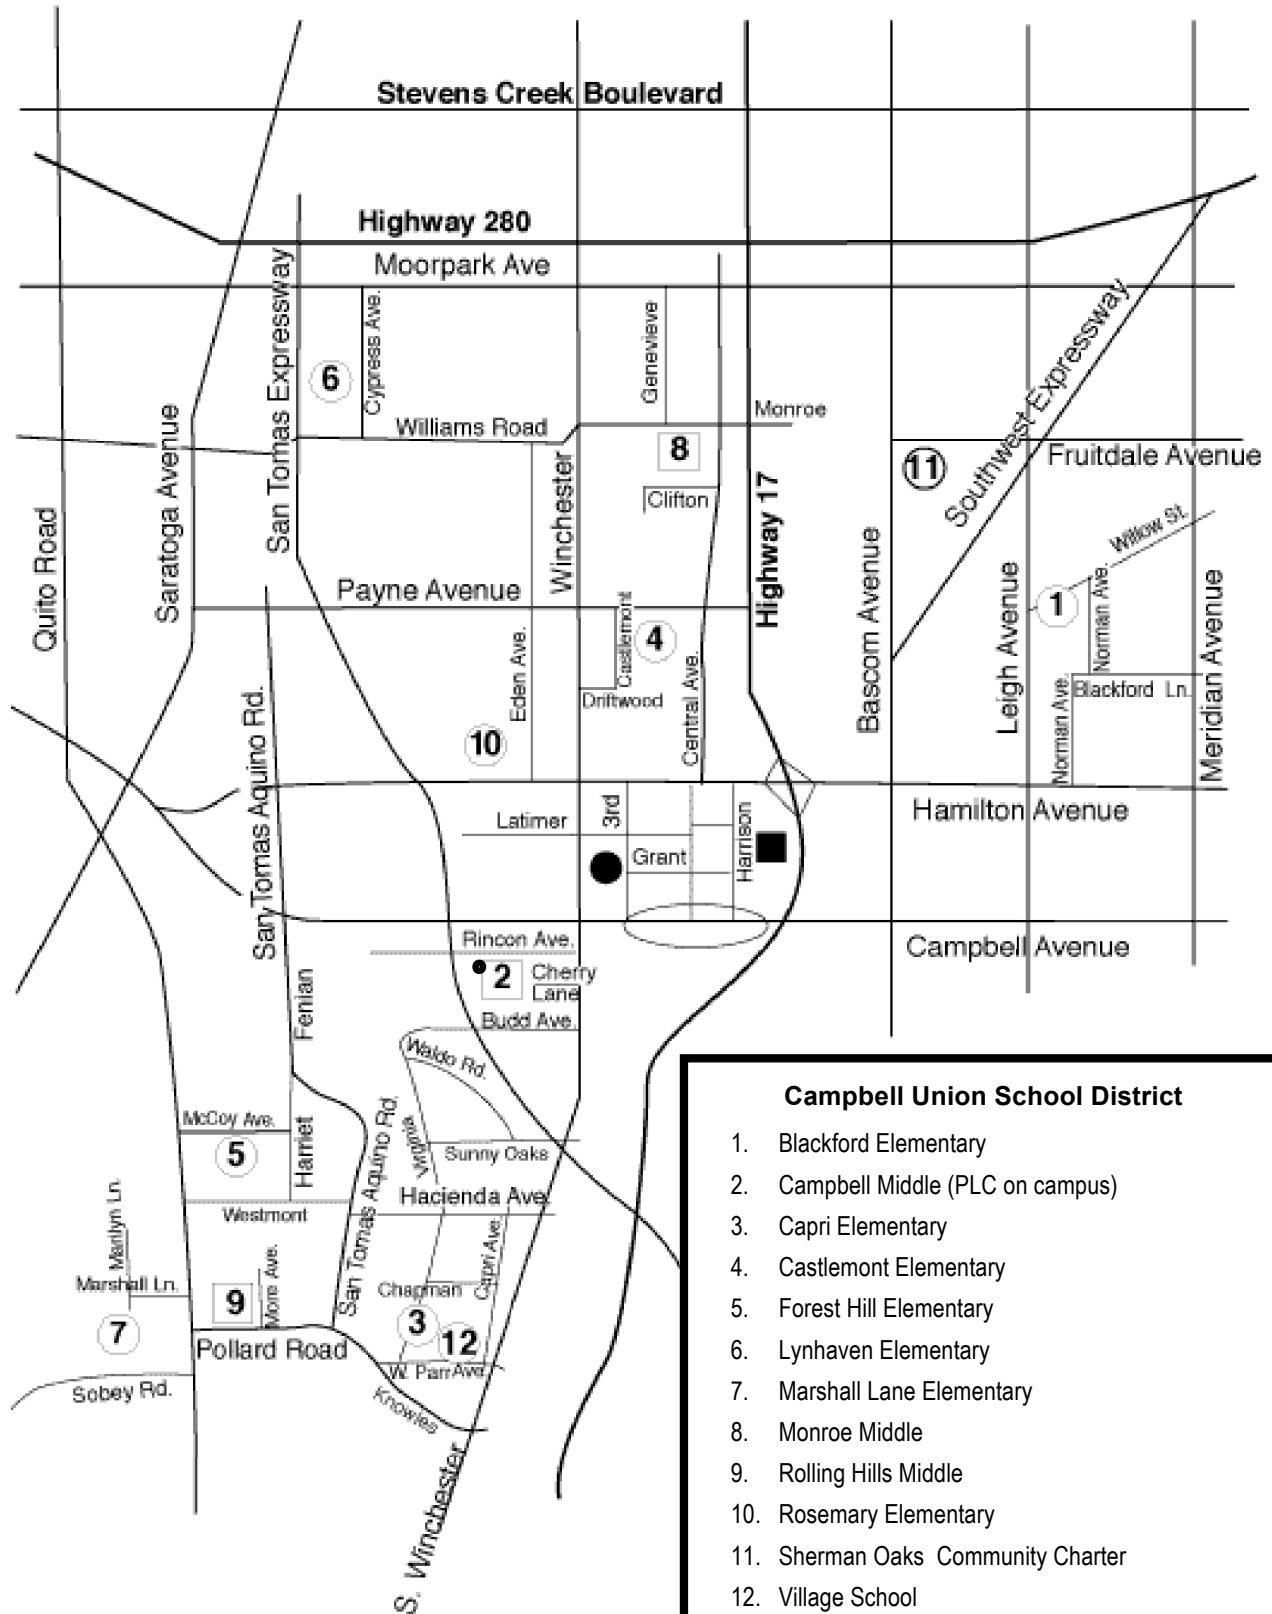 Stevens Creek Boulevard
Highway 280
Moorpark Ave
San Tomas Expressway
Cypress Ave.
Genevieve
6
Monroe
Williams Road
Saratoga Avenue
8
Winchester
Clifton
Highway 17
11
Southwest Expressway
Fruitdale Avenue
Quito Road
Willow St.
Payne Avenue
Bascom Avenue
Leigh Avenue
1
Norman Ave.
Meridian Avenue
Castlemont
4
Eden Ave.
Driftwood
Central Ave.
Norman Ave.
Blackford Ln.
San Tomas Aquino Rd.
10
Hamilton Avenue
Latimer
3rd
Grant
Harrison
Campbell Avenue
Rincon Ave.
2
Cherry
Lane
Fenian
Budd Ave.
Waldo Rd.
McCoy Ave.
5
Harriet
San Tomas Aquino Rd.
Virginia
Sunny Oaks
Hacienda Ave.
Westmont
Marilyn Ln.
Marshall Ln.
9
More Ave.
Chapman
Capri Ave.
7
Pollard Road
3
12
W. Parr Ave.
Sobey Rd.
Knowles
S. Winchester
Campbell Union School District
1. Blackford Elementary
2. Campbell Middle (PLC on campus)
3. Capri Elementary
4. Castlemont Elementary
5. Forest Hill Elementary
6. Lynhaven Elementary
7. Marshall Lane Elementary
8. Monroe Middle
9. Rolling Hills Middle
10. Rosemary Elementary
11. Sherman Oaks Community Charter
12. Village School